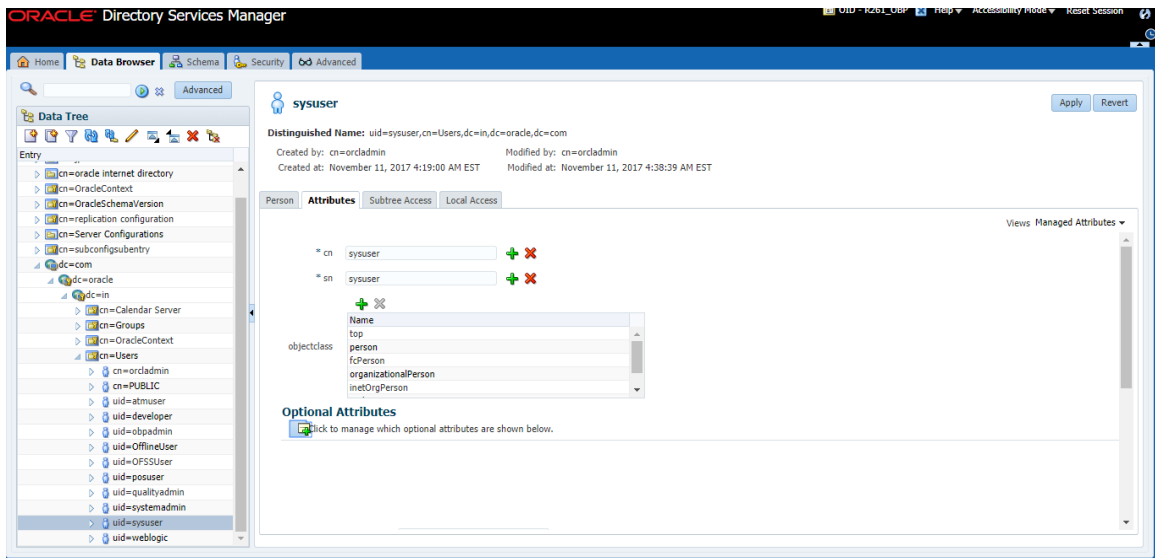 ORACLE® Directory Services Manager
OID - R261_OBP Help Accessibility Mode Reset Session
Home Data Browser Schema Security Advanced
Advanced
Data Tree
Entry
cn=oracle internet directory
cn=OracleContext
cn=OracleSchemaVersion
cn=replication configuration
cn=Server Configurations
cn=subconfigsubentry
dc=com
dc=oracle
dc=in
cn=Calendar Server
cn=Groups
cn=OracleContext
cn=Users
cn=orcladmin
cn=PUBLIC
uid=atmuser
uid=developer
uid=obpadmin
uid=OfflineUser
uid=OFSSUser
uid=posuser
uid=qualityadmin
uid=systemadmin
uid=sysuser
uid=weblogic
sysuser
Apply Revert
Distinguished Name: uid=sysuser,cn=Users,dc=in,dc=oracle,dc=com
Created by: cn=orcladmin Modified by: cn=orcladmin
Created at: November 11, 2017 4:19:00 AM EST Modified at: November 11, 2017 4:38:39 AM EST
Person Attributes Subtree Access Local Access
Views Managed Attributes
* cn sysuser
* sn sysuser
Name
top
objectclass person
fcPerson
organizationalPerson
inetOrgPerson
Optional Attributes
Click to manage which optional attributes are shown below.